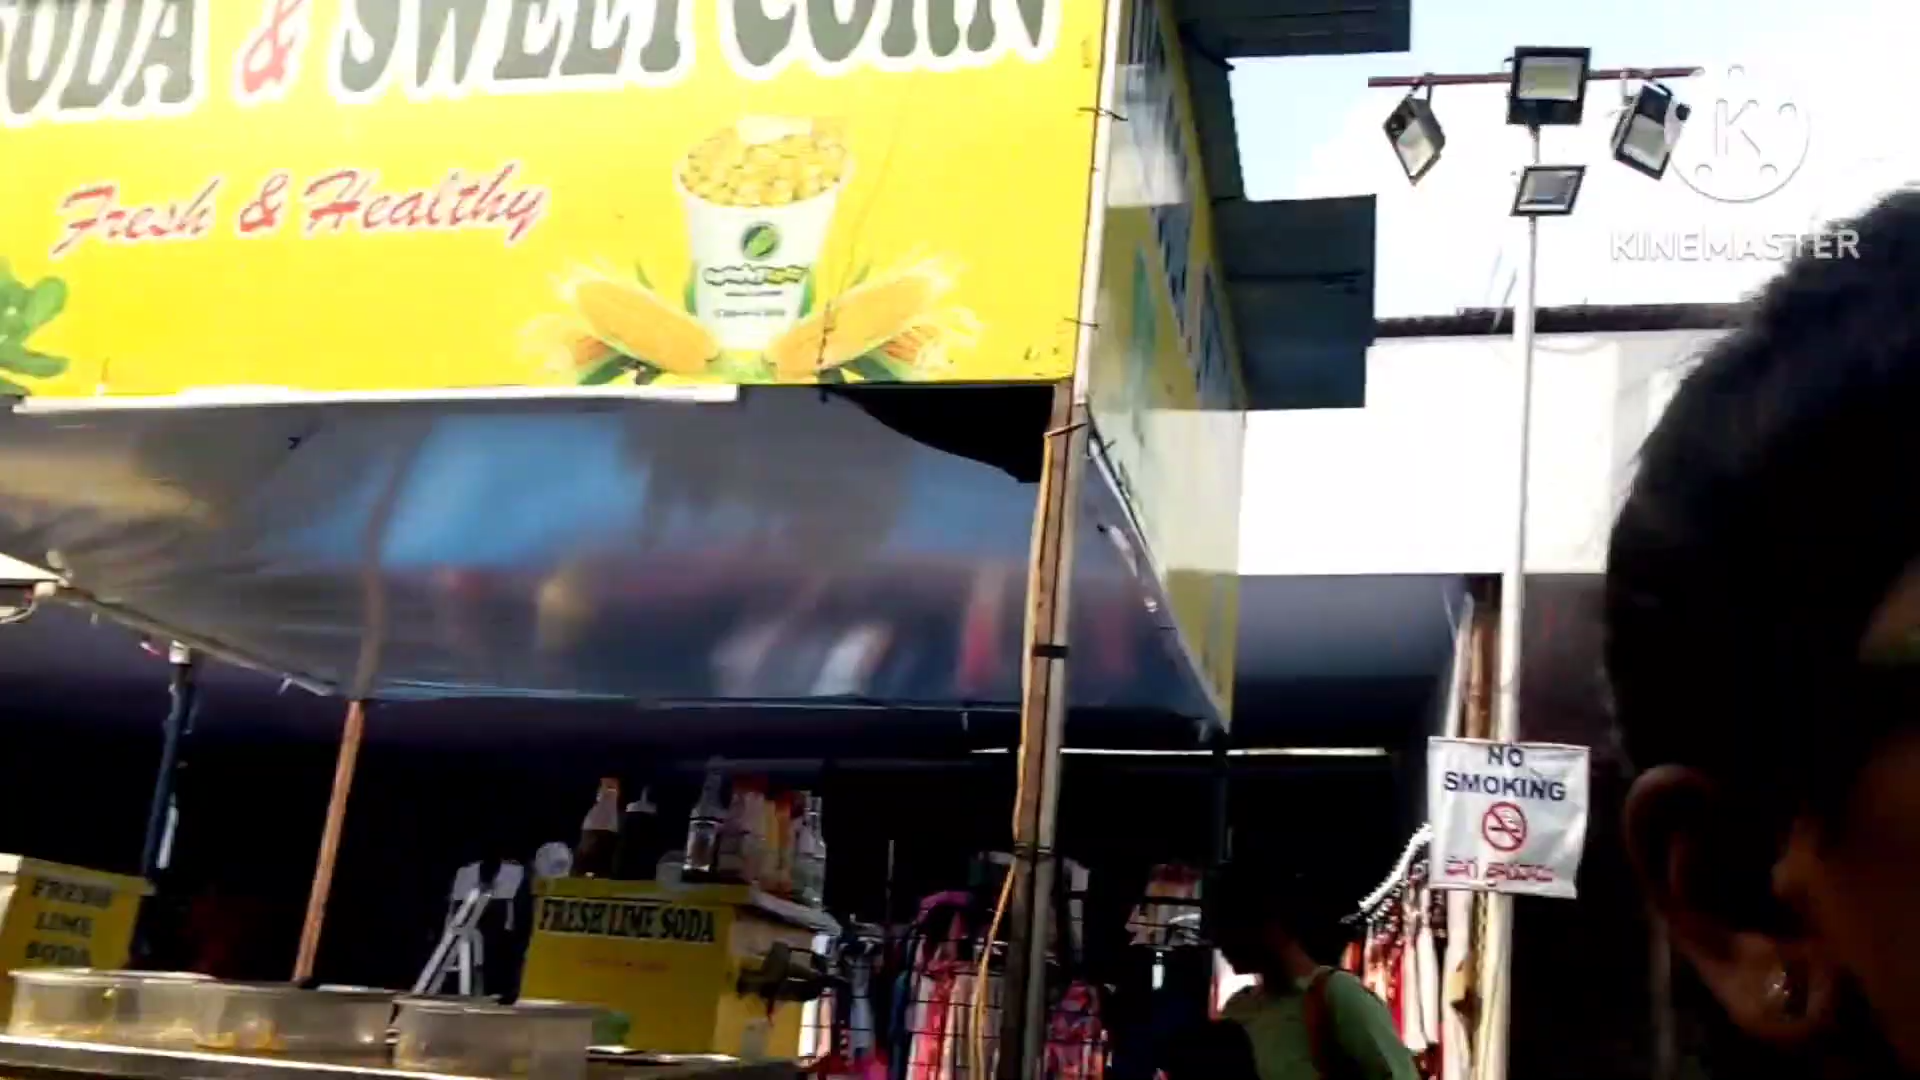 SODA & SWEET CORN
Fresh & Healthy
KINEMASTER
NO
SMOKING
FRESH
LIME
SODA
FRESH LIME SODA